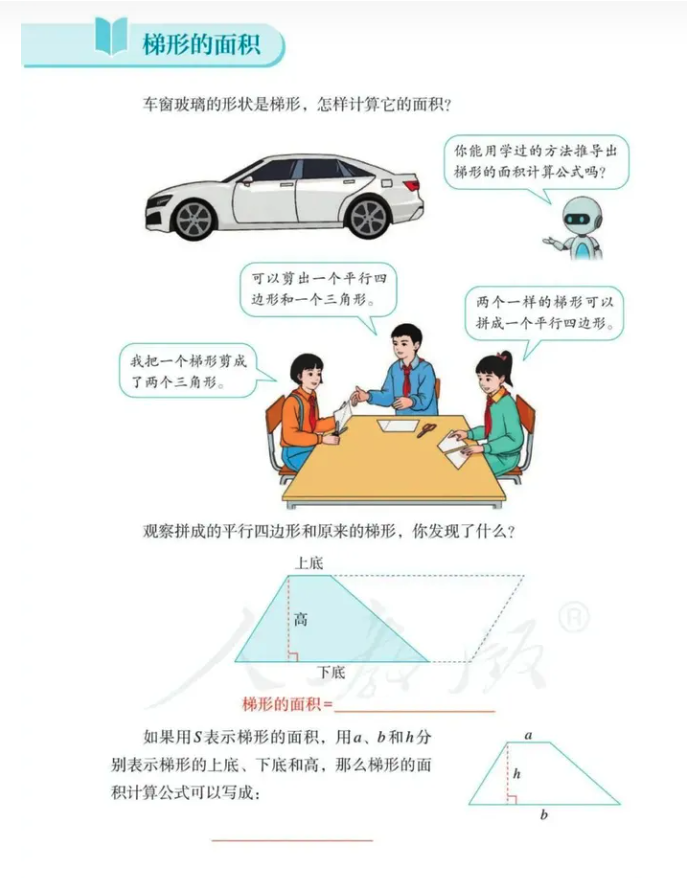 梯形的面积
车窗玻璃的形状是梯形，怎样计算它的面积？
你能用学过的方法推导出
梯形的面积计算公式吗？
可以剪出一个平行四
边形和一个三角形。
两个一样的梯形可以
拼成一个平行四边形。
我把一个梯形剪成
了两个三角形。
观察拼成的平行四边形和原来的梯形，你发现了什么？
上底
高
下底
人教版®
梯形的面积=
如果用S表示梯形的面积，用a、b和h分
别表示梯形的上底、下底和高，那么梯形的面
积计算公式可以写成：
a
h
b